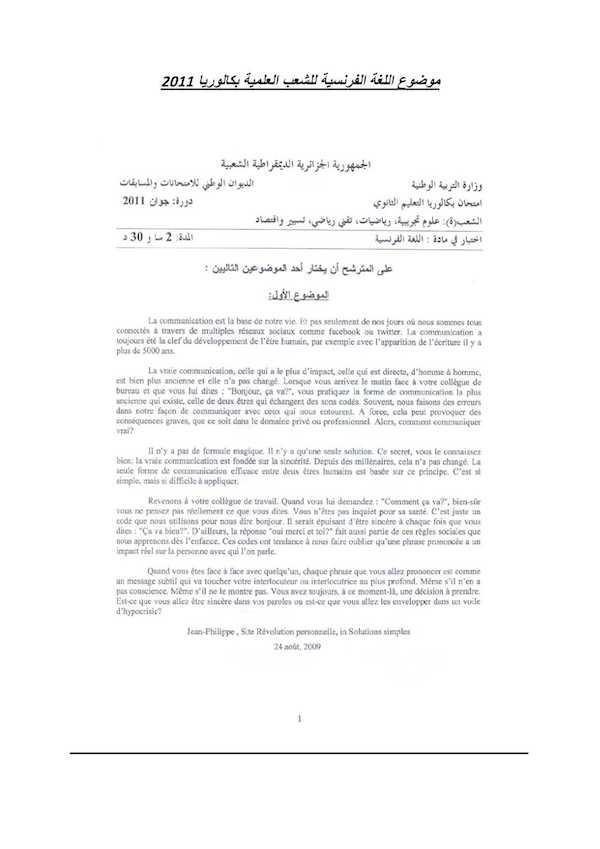 موضوع اللغة الفرنسية للشعب العلمية بكالوريا 2011
الجمهورية الجزائرية الديمقراطية الشعبية
وزارة التربية الوطنية
الديوان الوطني للامتحانات والمسابقات
امتحان بكالوريا التعليم الثانوي
دورة: جوان 2011
الشعب(ة): علوم تجريبية، رياضيات، تقني رياضي، تسيير واقتصاد
اختبار في مادة : اللغة الفرنسية
المدة: 2 سا و 30 د
على المترشح أن يختار أحد الموضوعين التاليين :
الموضوع الأول:
La communication est la base de notre vie. Et pas seulement de nos jours où nous sommes tous
connectés à travers de multiples réseaux sociaux comme facebook ou twitter. La communication a
toujours été la clef du développement de l'être humain, par exemple avec l'apparition de l'écriture il y a
plus de 5000 ans.
La vraie communication, celle qui a le plus d'impact, celle qui est directe, d'homme à homme,
est bien plus ancienne et elle n'a pas changé. Lorsque vous arrivez le matin face à votre collègue de
bureau et que vous lui dites : "Bonjour, ça va?", vous pratiquez la forme de communication la plus
ancienne qui existe, celle de deux êtres qui échangent des sons codés. Souvent, nous faisons des erreurs
dans notre façon de communiquer avec ceux qui nous entourent. A force, cela peut provoquer des
conséquences graves, que ce soit dans le domaine privé ou professionnel. Alors, comment communiquer
vrai?
Il n'y a pas de formule magique. Il n'y a qu'une seule solution. Ce secret, vous le connaissez
bien: la vraie communication est fondée sur la sincérité. Depuis des millénaires, cela n'a pas changé. La
seule forme de communication efficace entre deux êtres humains est basée sur ce principe. C'est si
simple, mais si difficile à appliquer.
Revenons à votre collègue de travail. Quand vous lui demandez : "Comment ça va?", bien-sûr
vous ne pensez pas réellement ce que vous dites. Vous n'êtes pas inquiet pour sa santé. C'est juste un
code que nous utilisons pour nous dire bonjour. Il serait épuisant d'être sincère à chaque fois que vous
dites : "Ça va bien?". D'ailleurs, la réponse "oui merci et toi?" fait aussi partie de ces règles sociales que
nous apprenons dès l'enfance. Ces codes ont tendance à nous faire oublier qu'une phrase prononcée a un
impact réel sur la personne avec qui l'on parle.
Quand vous êtes face à face avec quelqu'un, chaque phrase que vous allez prononcer est comme
un message subtil qui va toucher votre interlocuteur ou interlocutrice au plus profond. Même s'il n'en a
pas conscience. Même s'il ne le montre pas. Vous avez toujours, à ce moment-là, une décision à prendre.
Est-ce que vous allez être sincère dans vos paroles ou est-ce que vous allez les envelopper dans un voile
d'hypocrisie?
Jean-Philippe , Site Révolution personnelle, in Solutions simples
24 août, 2009
1